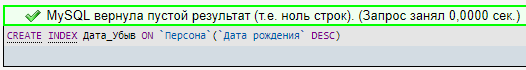 MySQL вернула пустой результат (т.е. ноль строк). (Запрос занял 0,0000 сек.)
CREATE INDEX Дата_Убыв ON `Персона`(`Дата рождения` DESC)